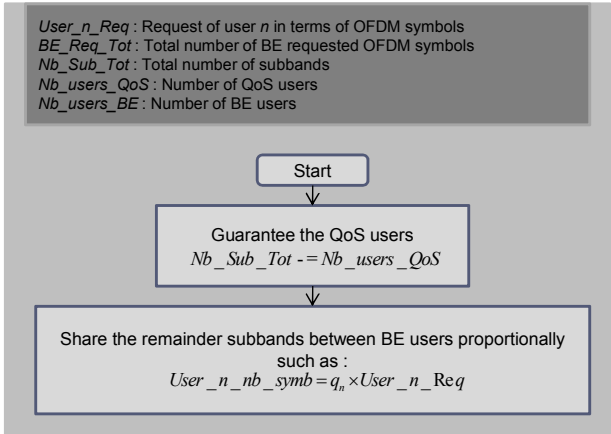 User_n_Req : Request of user n in terms of OFDM symbols
BE_Req_Tot : Total number of BE requested OFDM symbols
Nb_Sub_Tot : Total number of subbands
Nb_users_QoS : Number of QoS users
Nb_users_BE : Number of BE users
Start
Guarantee the QoS users
Nb_Sub_Tot -= Nb_users_QoS
Share the remainder subbands between BE users proportionally
such as :
User_n_nb_symb = qₙ × User_n_Req